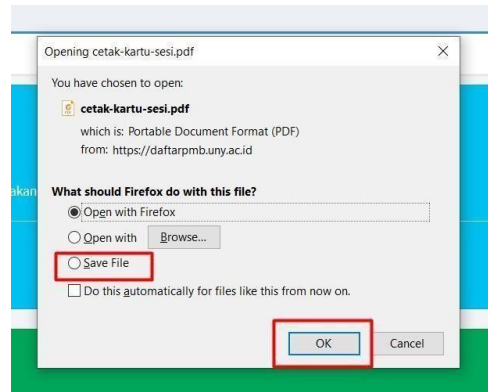 Opening cetak-kartu-sesi.pdf
You have chosen to open:
cetak-kartu-sesi.pdf
which is: Portable Document Format (PDF)
from: https://daftarpmb.uny.ac.id
akan
What should Firefox do with this file?
Open with Firefox
Open with Browse...
Save File
Do this automatically for files like this from now on.
OK Cancel